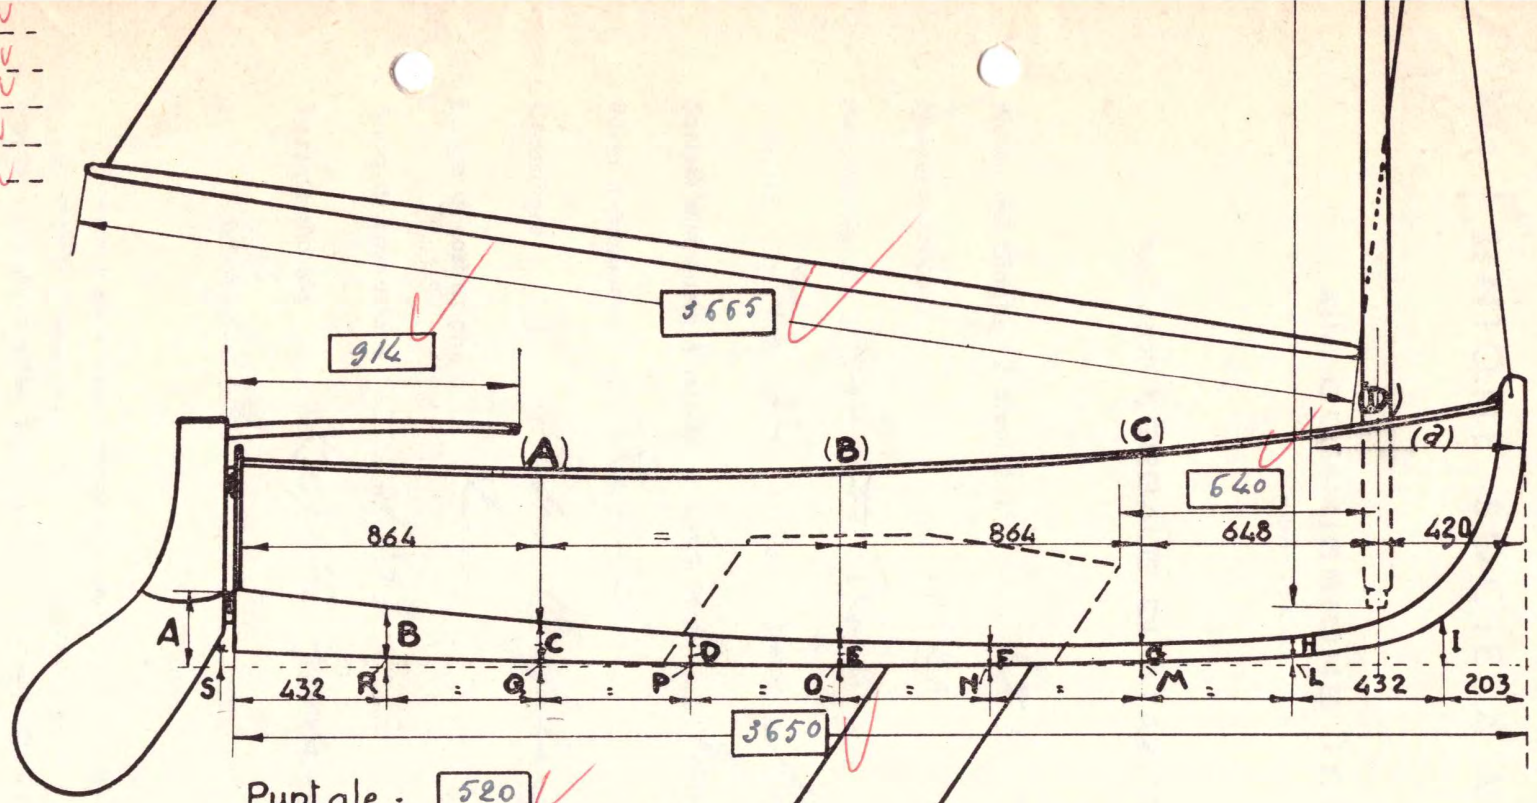 3665
914
(D)
(A)
(B)
(C)
(d)
640
864
=
864
648
420
A
B
C
D
E
F
G
H
I
S
432
R
=
Q
=
P
=
O
=
N
=
M
=
L
432
203
3650
Puntale : 520